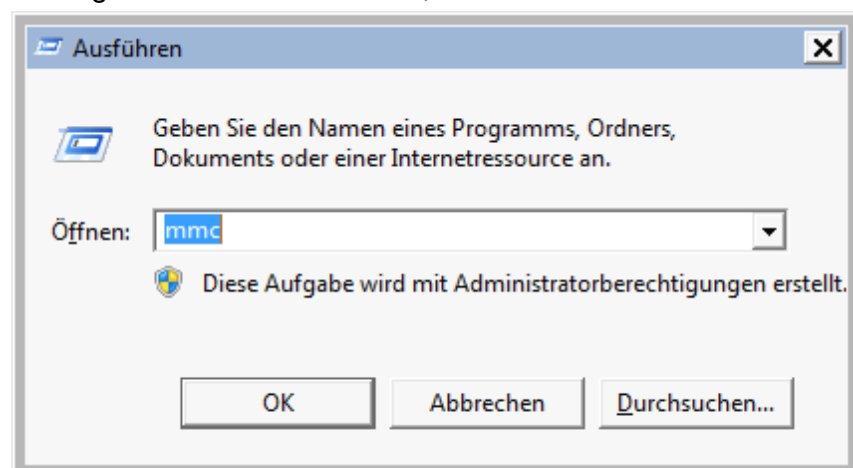 Ausführen
Geben Sie den Namen eines Programms, Ordners,
Dokuments oder einer Internetressource an.
Öffnen: mmc
Diese Aufgabe wird mit Administratorberechtigungen erstellt.
OK Abbrechen Durchsuchen...